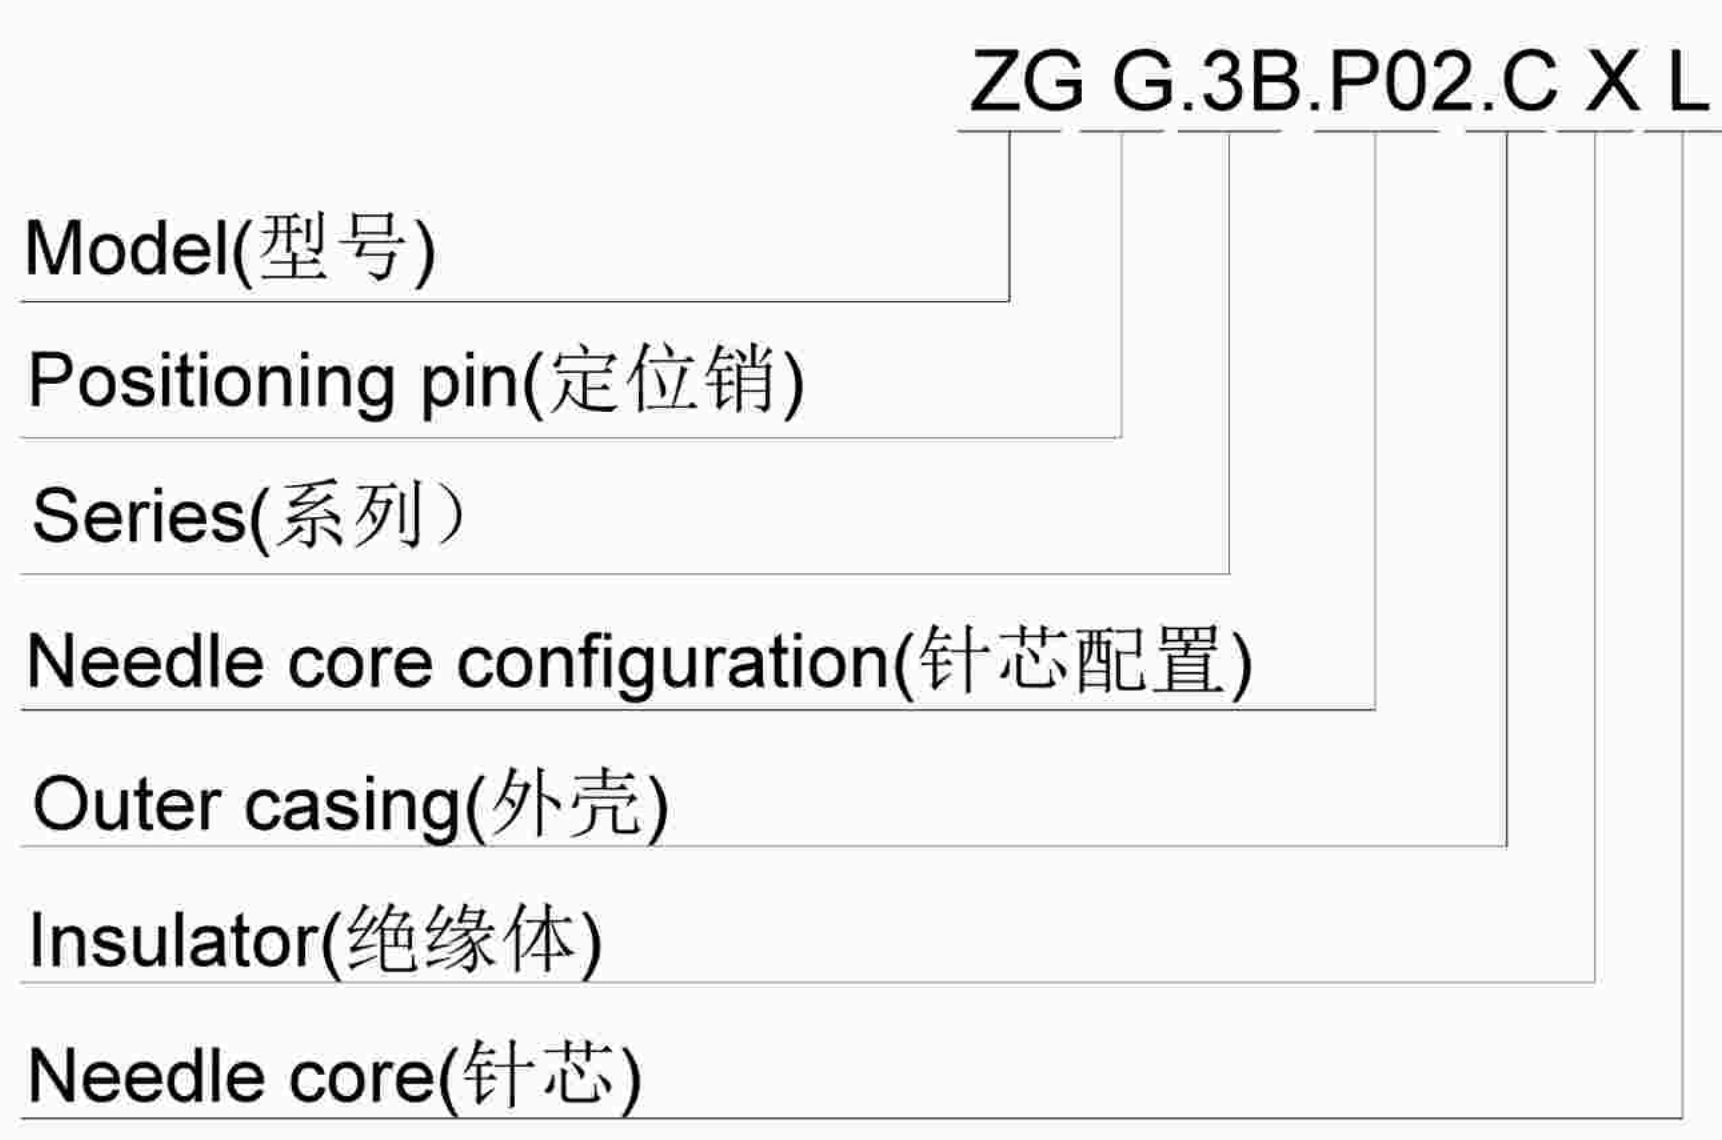 ZG G.3B.P02.C X L
Model(型号)
Positioning pin(定位销)
Series(系列）
Needle core configuration(针芯配置)
Outer casing(外壳)
Insulator(绝缘体)
Needle core(针芯)